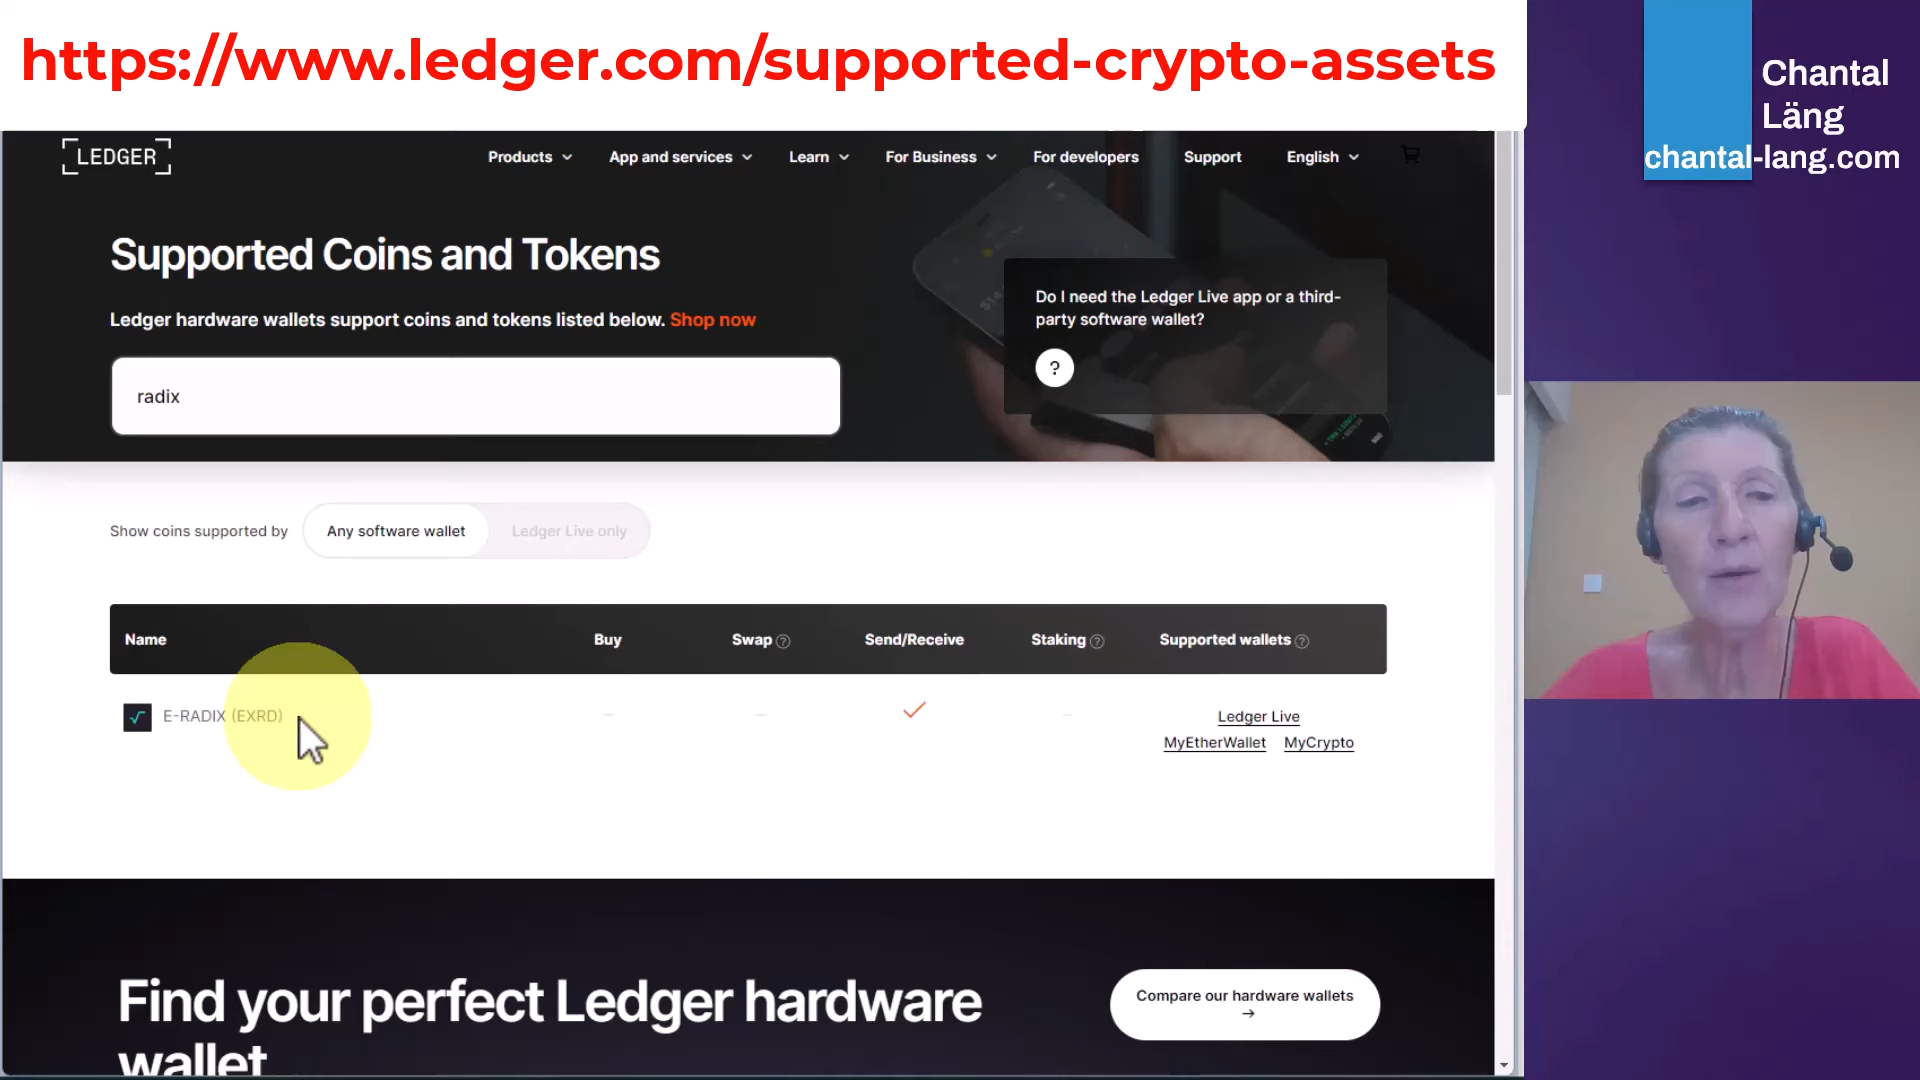 https://www.ledger.com/supported-crypto-assets
Chantal
Läng
chantal-lang.com
LEDGER
Products
App and services
Learn
For Business
For developers
Support
English
Supported Coins and Tokens
Ledger hardware wallets support coins and tokens listed below. Shop now
radix
Do I need the Ledger Live app or a third-
party software wallet?
?
Show coins supported by
Any software wallet
Ledger Live only
Name
Buy
Swap ?
Send/Receive
Staking ?
Supported wallets ?
E-RADIX (EXRD)
Ledger Live
MyEtherWallet
MyCrypto
Find your perfect Ledger hardware
wallet
Compare our hardware wallets
→